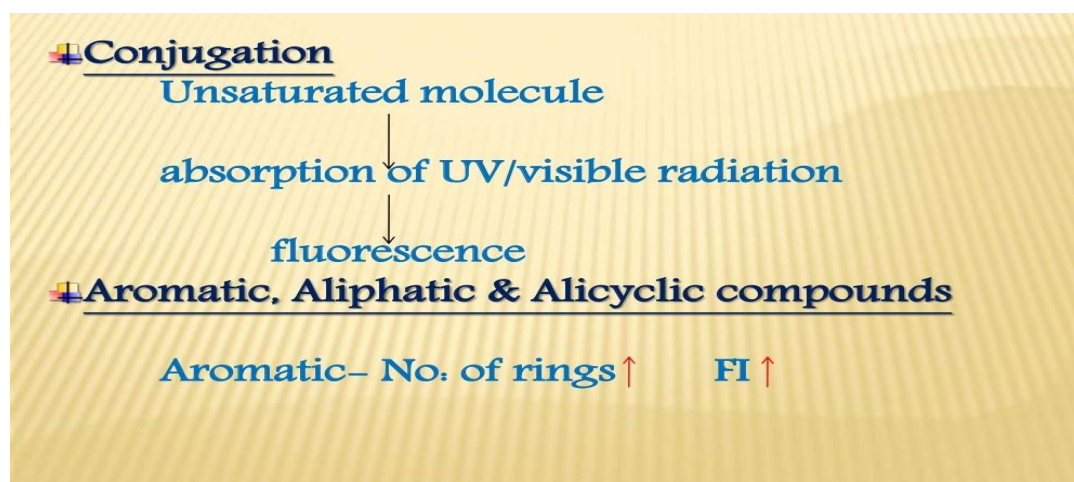 Conjugation
Unsaturated molecule
absorption of UV/visible radiation
fluorescence
Aromatic, Aliphatic & Alicyclic compounds
Aromatic– No: of rings↑ FI ↑